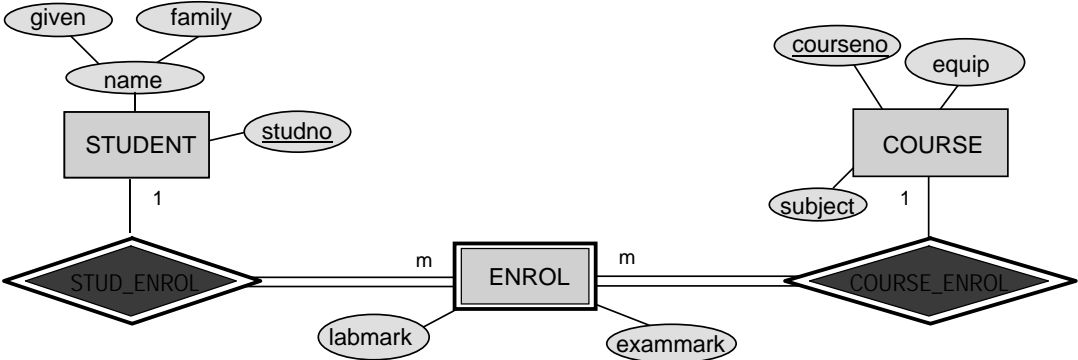 given
family
name
STUDENT
studno
1
courseno
equip
COURSE
subject
1
STUD_ENROL
m
ENROL
m
COURSE_ENROL
labmark
exammark